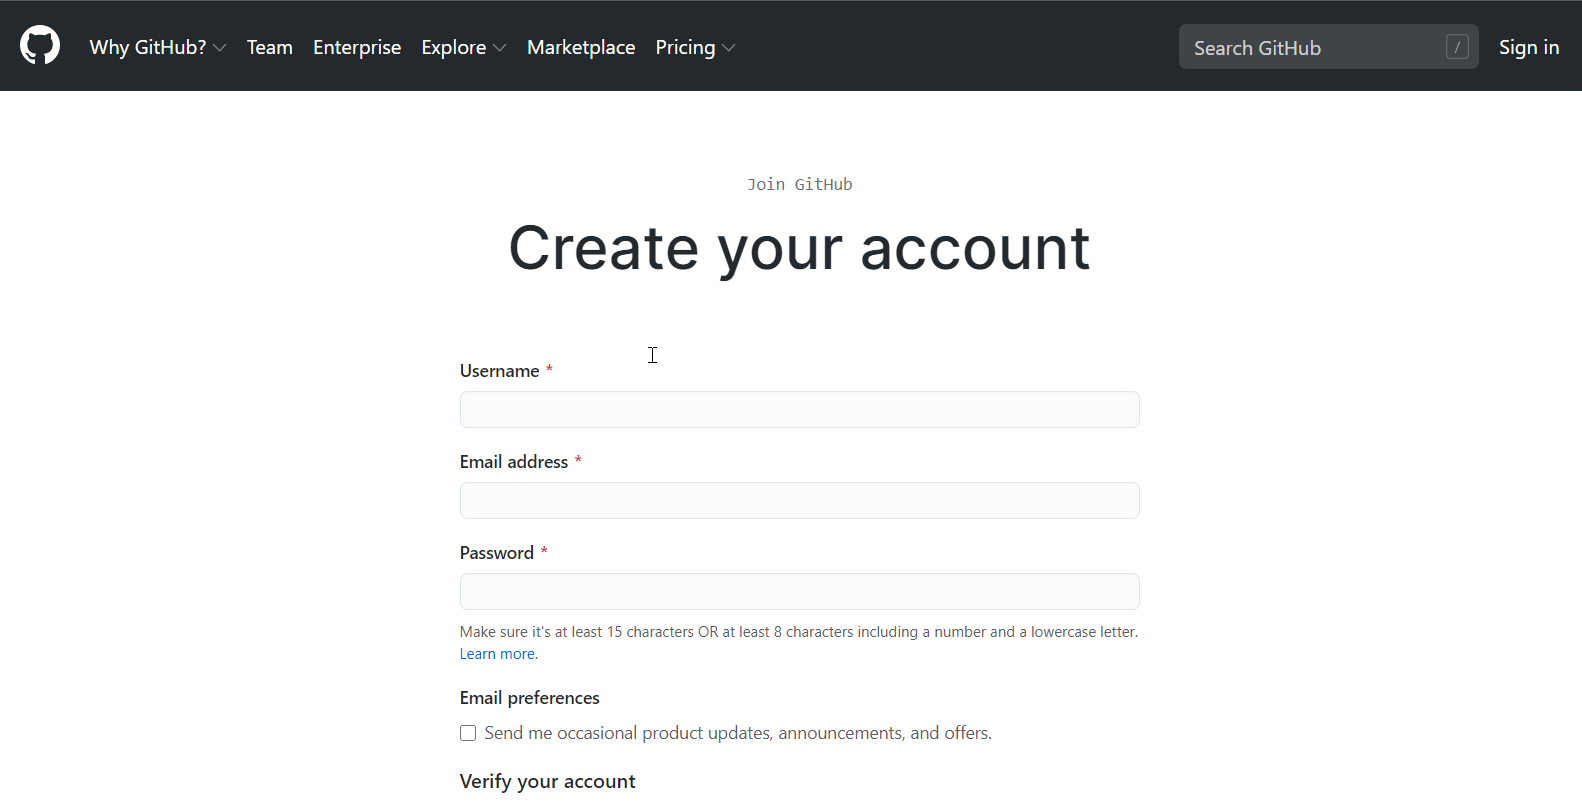 Why GitHub? Team Enterprise Explore Marketplace Pricing Search GitHub / Sign in
Join GitHub
Create your account
Username *
Email address *
Password *
Make sure it's at least 15 characters OR at least 8 characters including a number and a lowercase letter.
Learn more.
Email preferences
Send me occasional product updates, announcements, and offers.
Verify your account